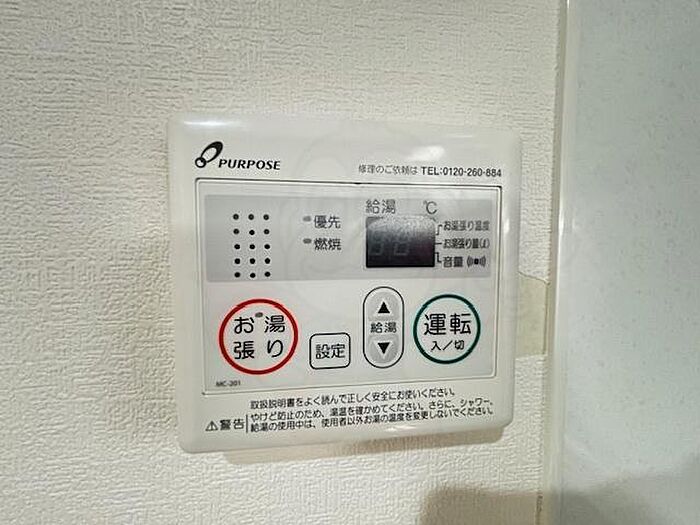 PURPOSE
修理のご依頼は TEL:0120-260-884
給湯 ℃
優先
燃焼
お湯張り温度
お湯張り量(ℓ)
音量
お湯
張り
設定
▲
給湯
▼
運転
入/切
MC-201
⚠警告
取扱説明書をよく読んで正しく安全にお使いください。
やけど防止のため、湯温を確かめてください。さらに、シャワー、
給湯の使用中は、使用者以外お湯の温度を変更しないでください。